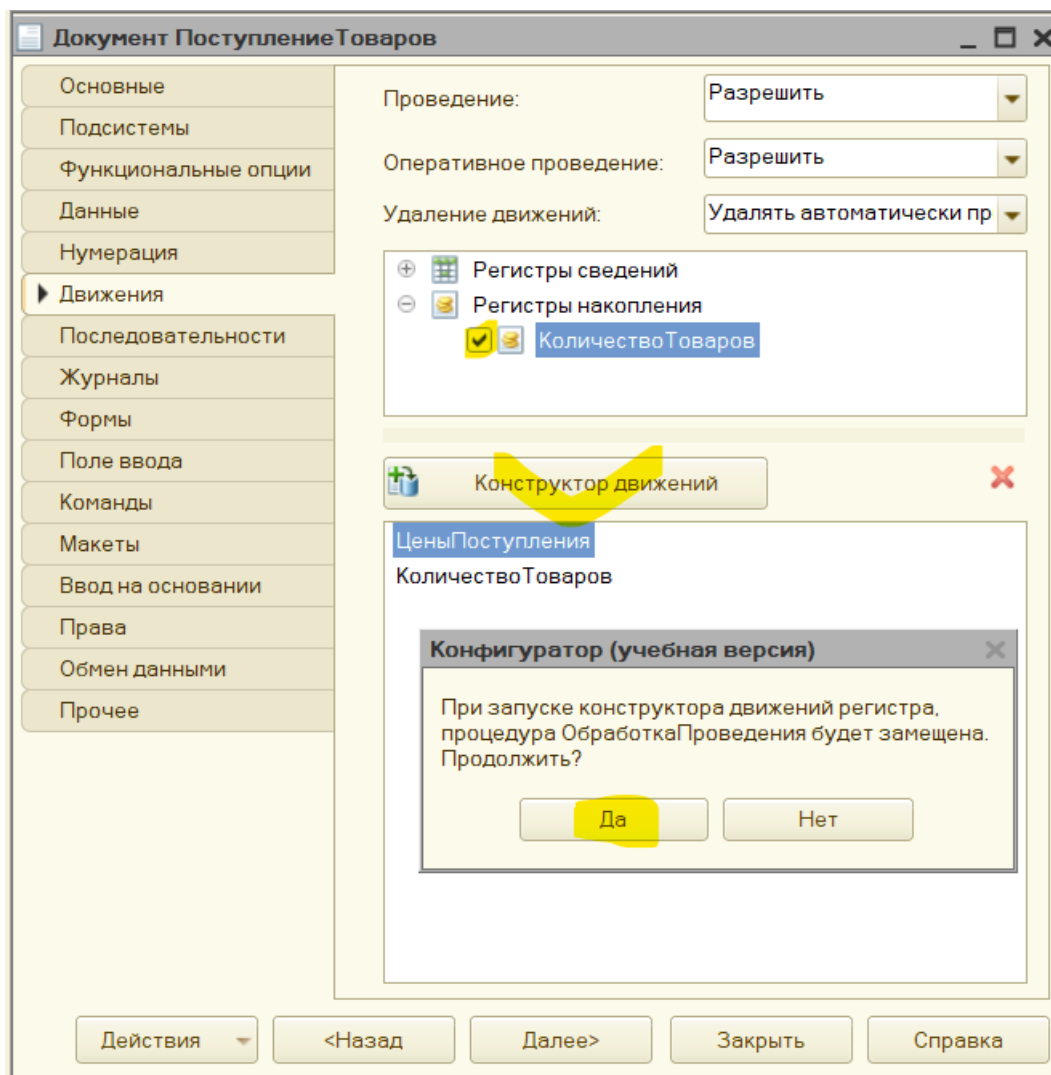 Документ ПоступлениеТоваров
Основные
Подсистемы
Функциональные опции
Данные
Нумерация
Движения
Последовательности
Журналы
Формы
Поле ввода
Команды
Макеты
Ввод на основании
Права
Обмен данными
Прочее
Проведение:
Разрешить
Оперативное проведение:
Разрешить
Удаление движений:
Удалять автоматически пр
Регистры сведений
Регистры накопления
КоличествоТоваров
Конструктор движений
ЦеныПоступления
КоличествоТоваров
Конфигуратор (учебная версия)
При запуске конструктора движений регистра,
процедура ОбработкаПроведения будет замещена.
Продолжить?
Да
Нет
Действия
<Назад
Далее>
Закрыть
Справка